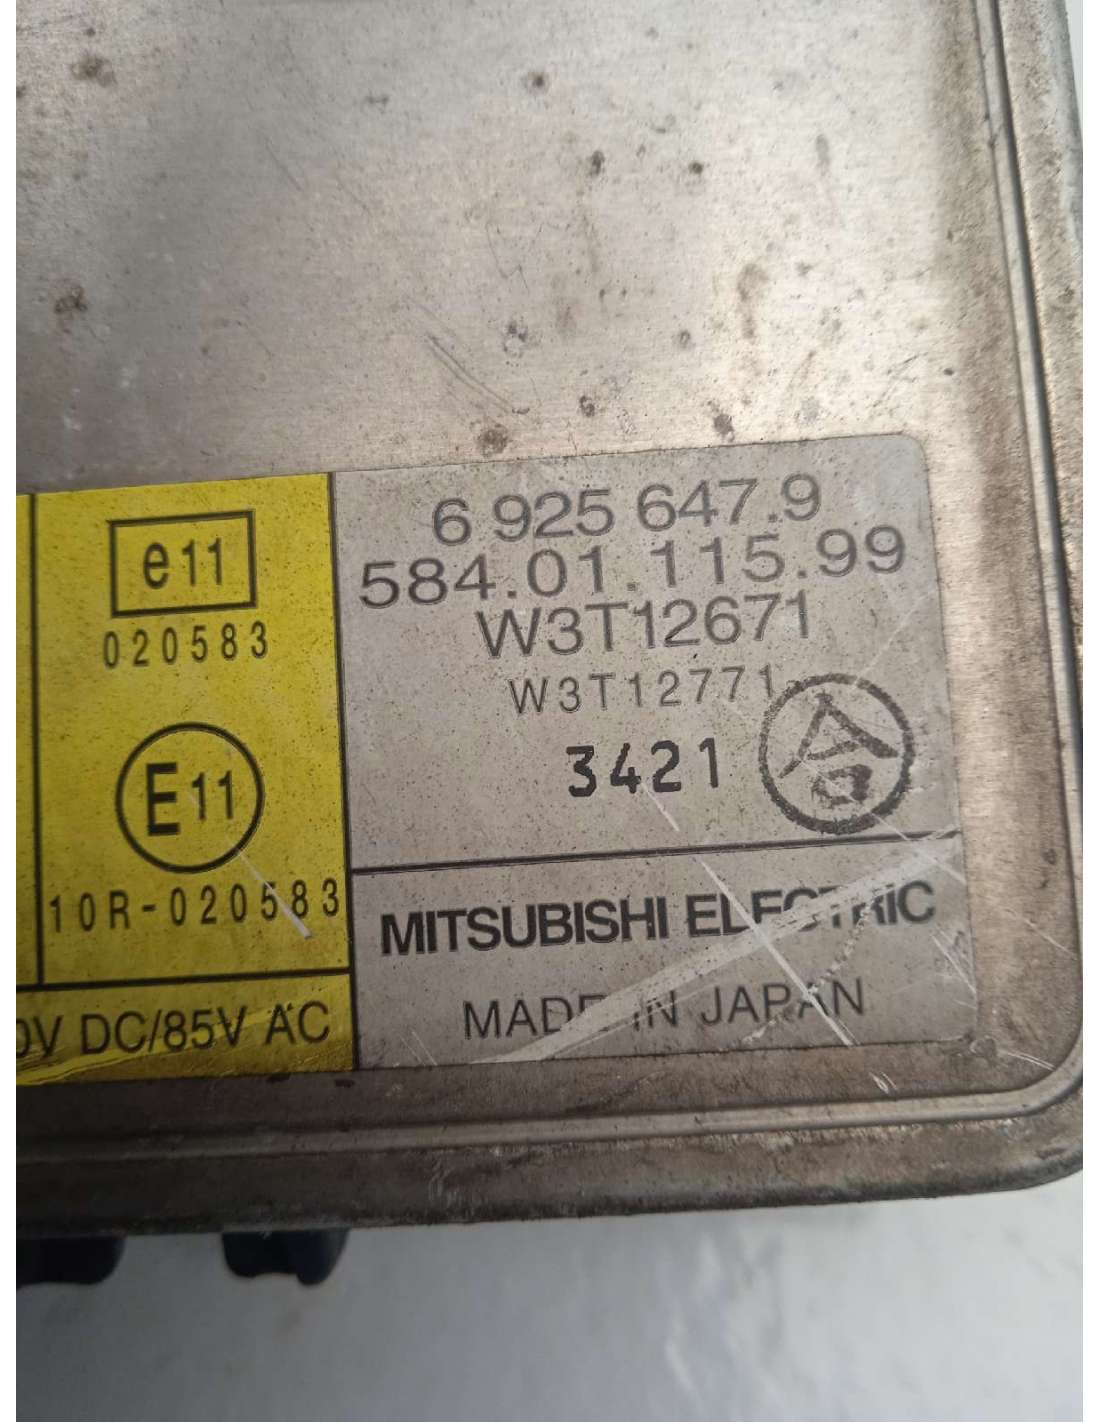 e11
020583
E11
10R-020583
V DC/85V AC
6 925 647.9
584.01.115.99
W3T12671
W3T12771
3421
合
MITSUBISHI ELECTRIC
MADE IN JAPAN